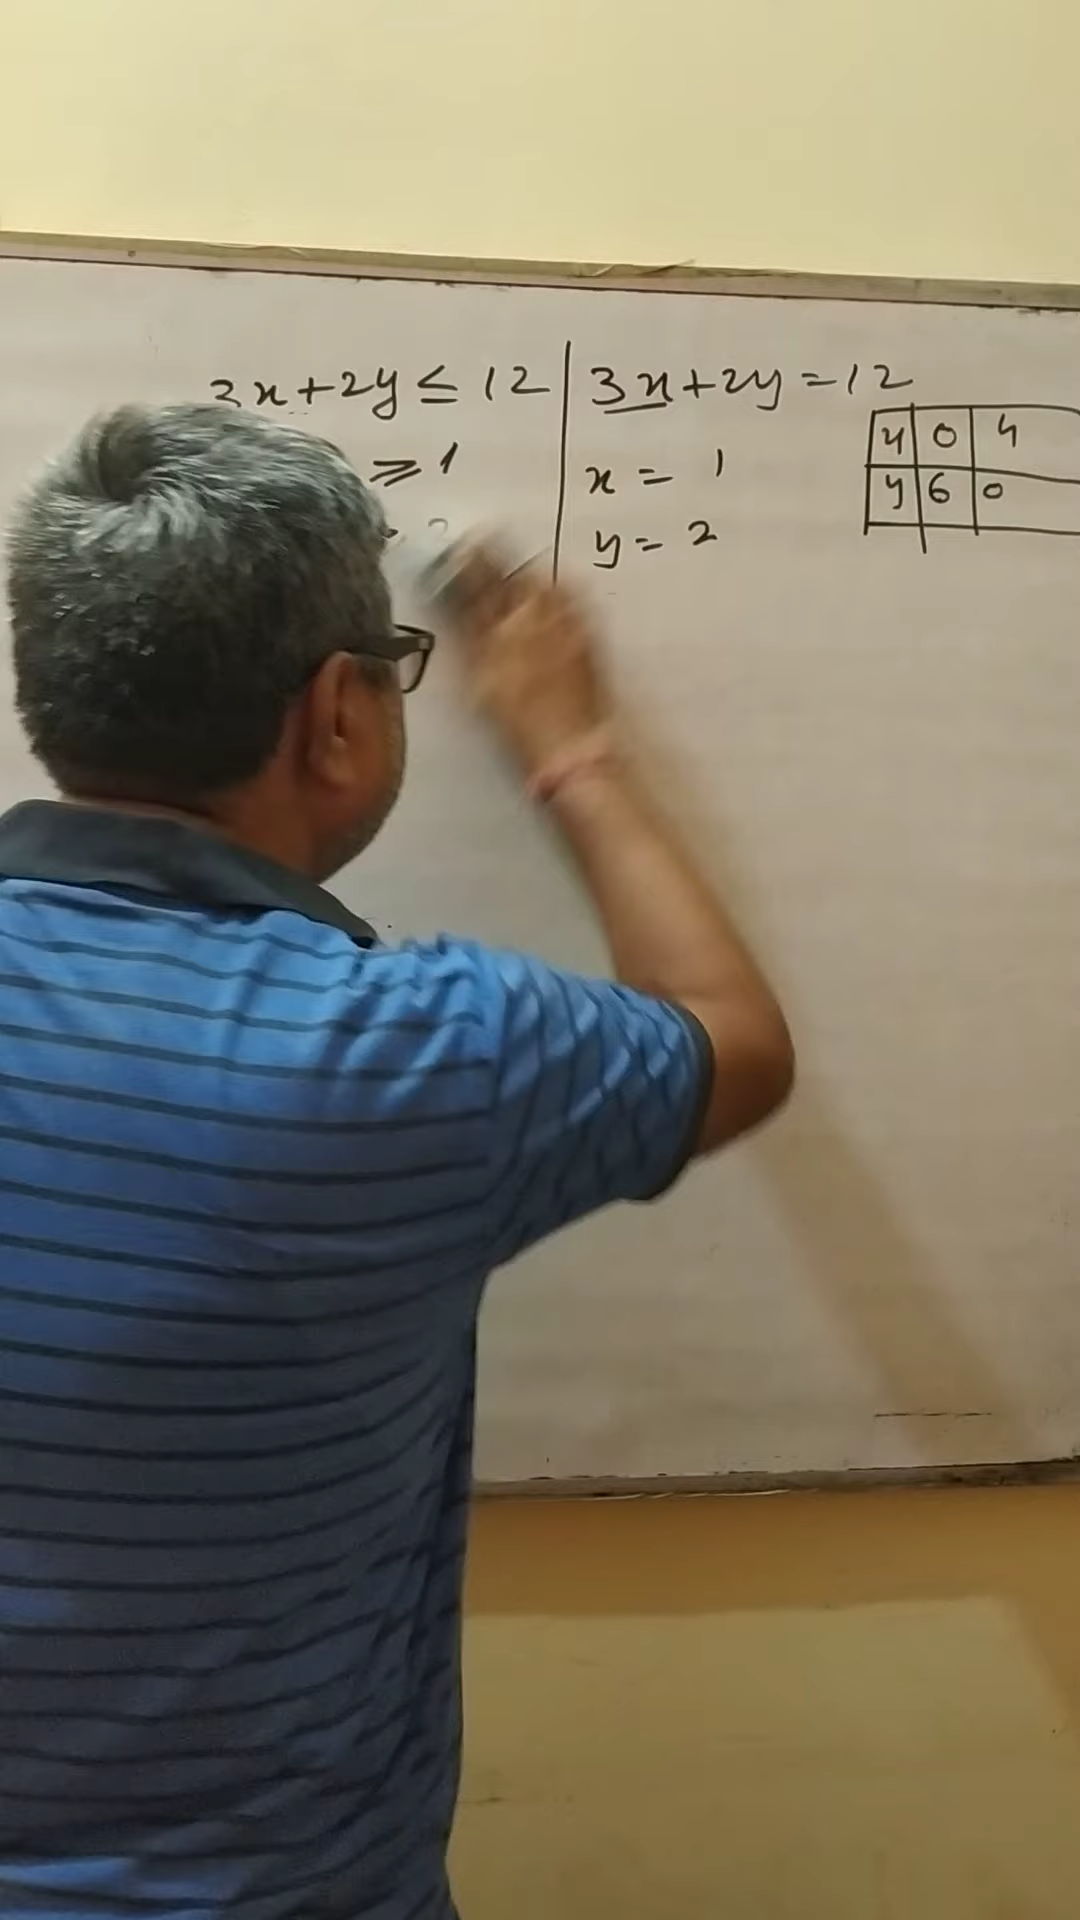 3x+2y ≤ 12 | 3x+2y=12
≥ 1
x = 1
y = 2
x 0 4
y 6 0